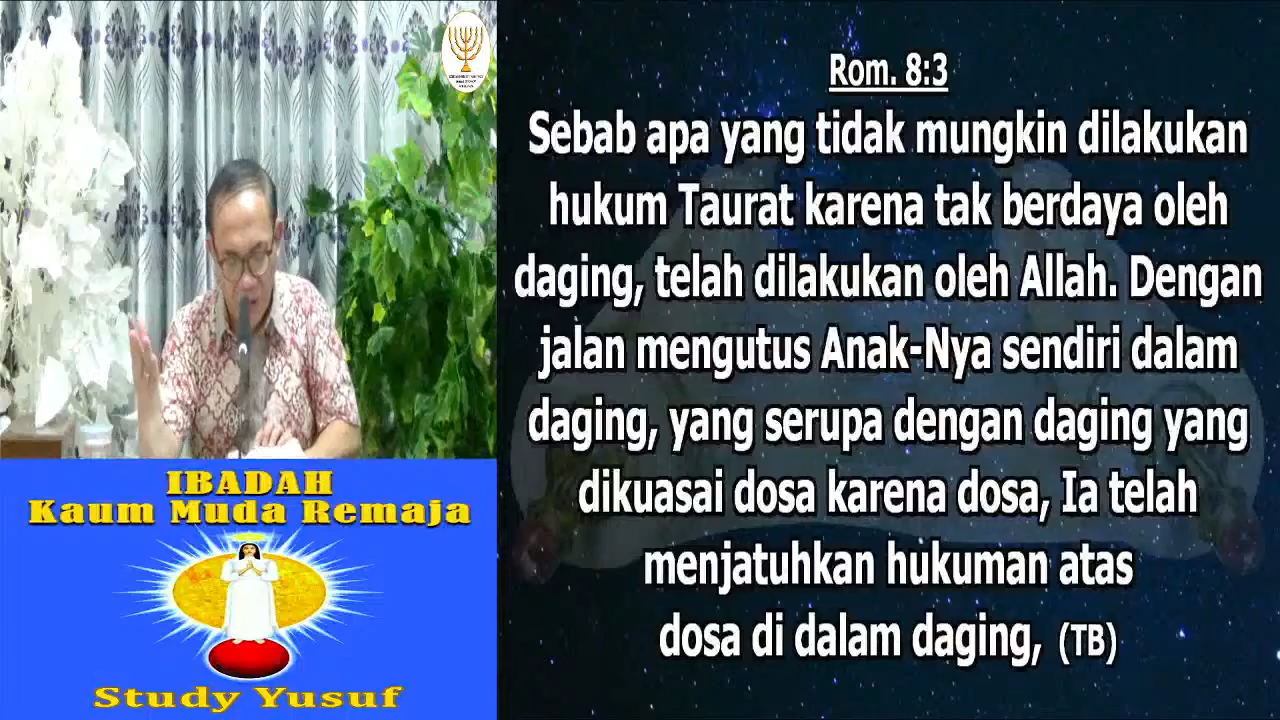 IBADAH
Kaum Muda Remaja
Study Yusuf
Rom. 8:3
Sebab apa yang tidak mungkin dilakukan
hukum Taurat karena tak berdaya oleh
daging, telah dilakukan oleh Allah. Dengan
jalan mengutus Anak-Nya sendiri dalam
daging, yang serupa dengan daging yang
dikuasai dosa karena dosa, Ia telah
menjatuhkan hukuman atas
dosa di dalam daging, (TB)